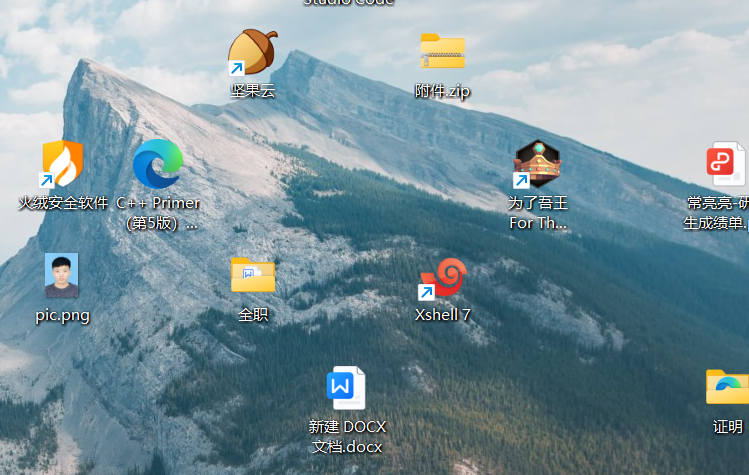 Studio Code
坚果云
附件.zip
火绒安全软件
C++ Primer
(第5版) ...
为了吾王
For Th...
常亮亮-研
生成绩单.
pic.png
全职
Xshell 7
新建 DOCX
文档.docx
证明